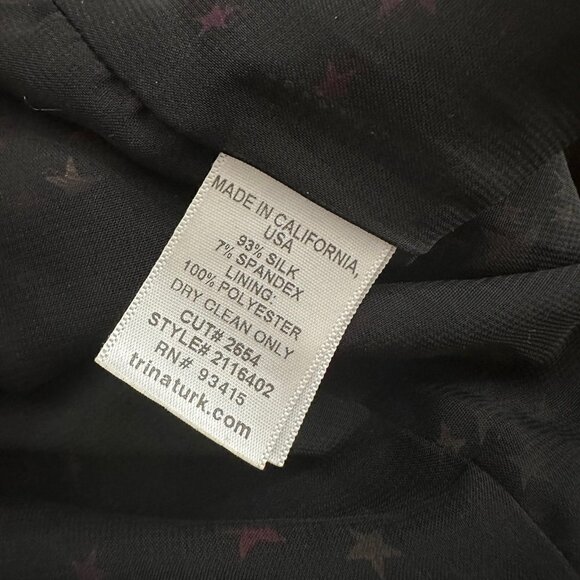 MADE IN CALIFORNIA,
USA
93% SILK
7% SPANDEX
LINING:
100% POLYESTER
DRY CLEAN ONLY
CUT# 2654
STYLE# 2116402
RN# 93415
trinaturk.com